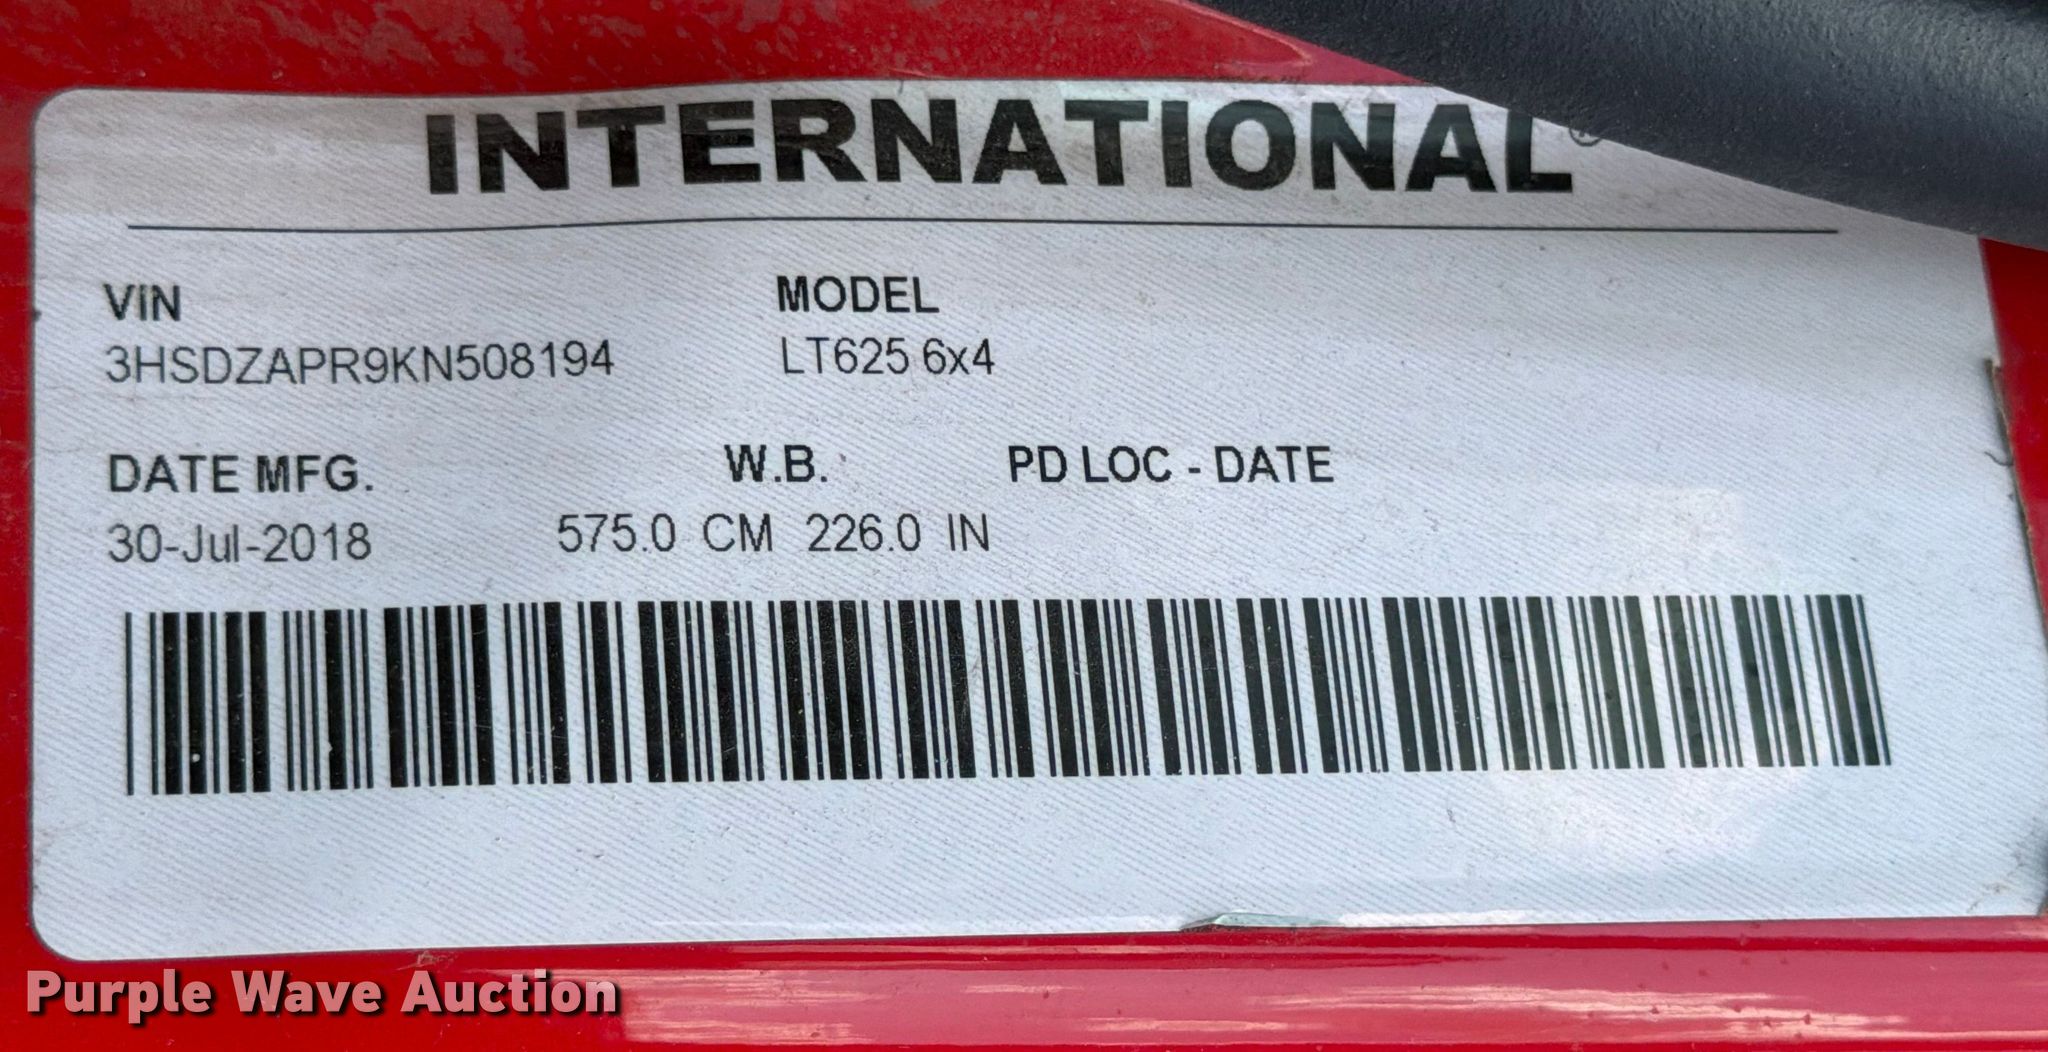 INTERNATIONAL®
VIN
MODEL
3HSDZAPR9KN508194
LT625 6x4
DATE MFG.
W.B.
PD LOC - DATE
30-Jul-2018
575.0 CM 226.0 IN
Purple Wave Auction